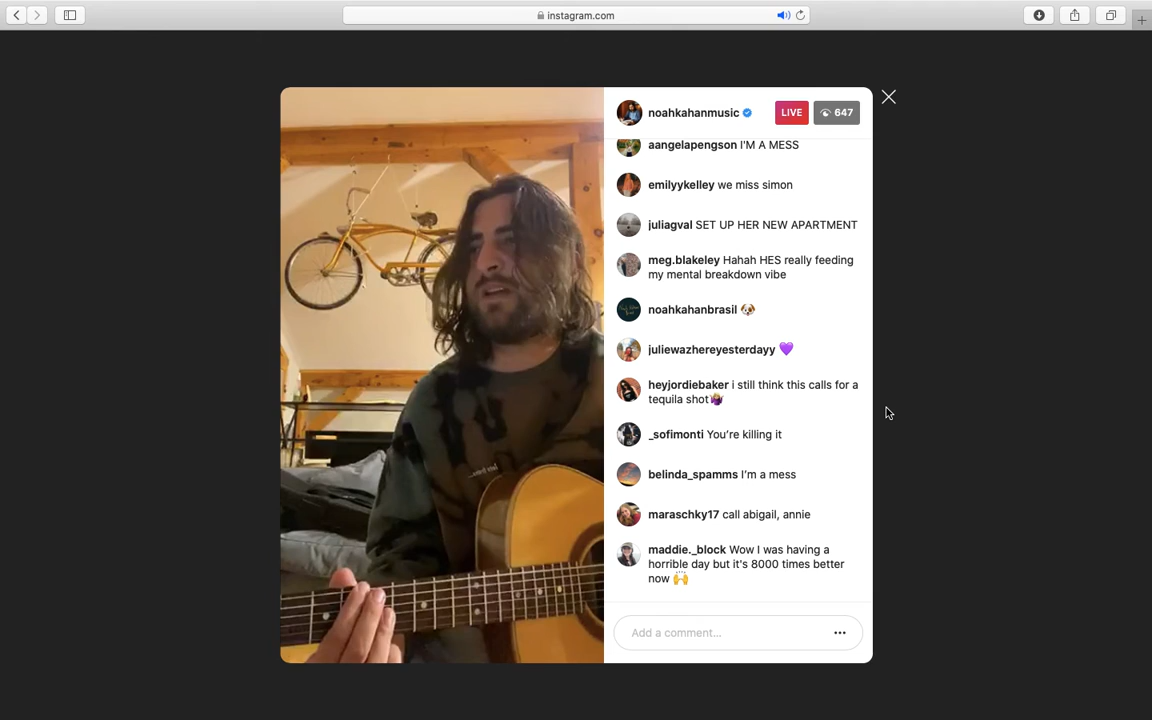 instagram.com
noahkahanmusic
LIVE
647
aangelapengson I'M A MESS
emilyykelley we miss simon
juliagval SET UP HER NEW APARTMENT
meg.blakeley Hahah HES really feeding
my mental breakdown vibe
noahkahanbrasil 🐶
juliewazhereyesterdayy 💜
heyjordiebaker i still think this calls for a
tequila shot🤷‍♀️
_sofimonti You're killing it
belinda_spamms I'm a mess
maraschky17 call abigail, annie
maddie._block Wow I was having a
horrible day but it's 8000 times better
now 🙌
Add a comment...